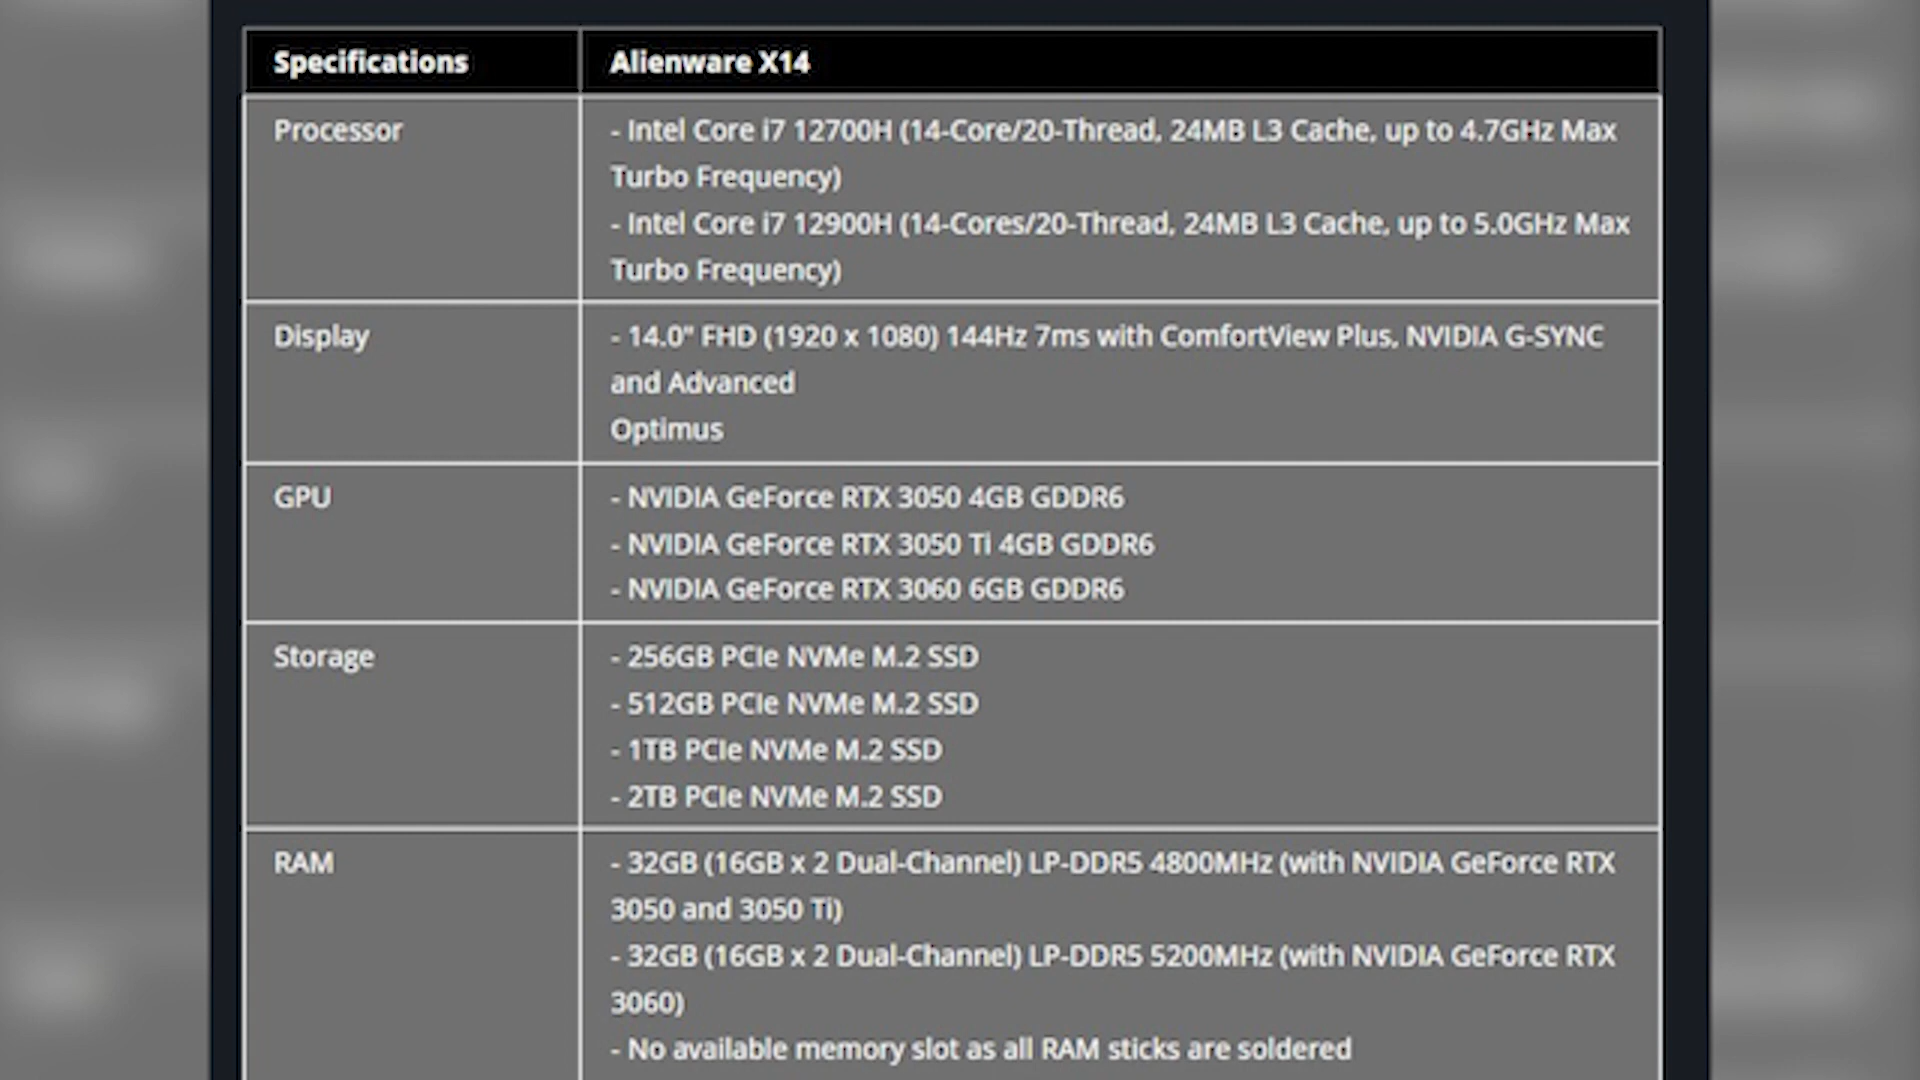 Specifications
Alienware X14
Processor
- Intel Core i7 12700H (14-Core/20-Thread, 24MB L3 Cache, up to 4.7GHz Max
Turbo Frequency)
- Intel Core i7 12900H (14-Cores/20-Thread, 24MB L3 Cache, up to 5.0GHz Max
Turbo Frequency)
Display
- 14.0" FHD (1920 x 1080) 144Hz 7ms with ComfortView Plus, NVIDIA G-SYNC
and Advanced
Optimus
GPU
- NVIDIA GeForce RTX 3050 4GB GDDR6
- NVIDIA GeForce RTX 3050 Ti 4GB GDDR6
- NVIDIA GeForce RTX 3060 6GB GDDR6
Storage
- 256GB PCIe NVMe M.2 SSD
- 512GB PCIe NVMe M.2 SSD
- 1TB PCIe NVMe M.2 SSD
- 2TB PCIe NVMe M.2 SSD
RAM
- 32GB (16GB x 2 Dual-Channel) LP-DDR5 4800MHz (with NVIDIA GeForce RTX
3050 and 3050 Ti)
- 32GB (16GB x 2 Dual-Channel) LP-DDR5 5200MHz (with NVIDIA GeForce RTX
3060)
- No available memory slot as all RAM sticks are soldered